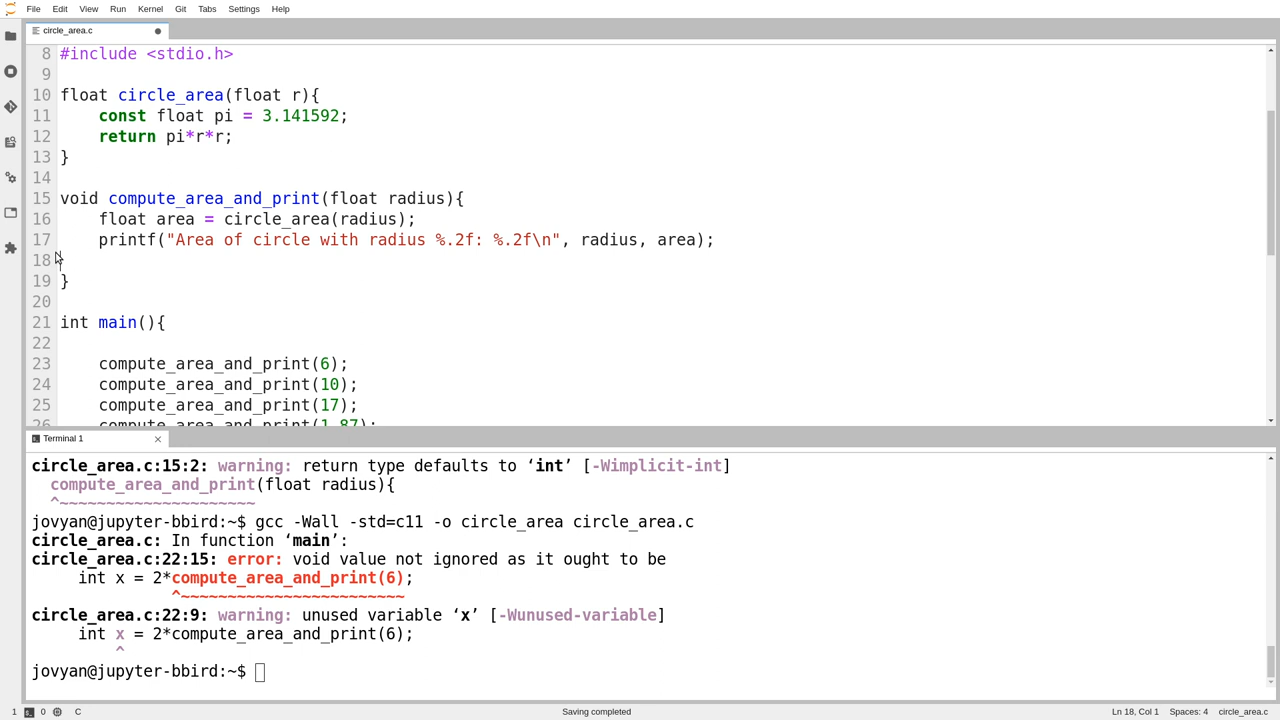 File Edit View Run Kernel Git Tabs Settings Help
circle_area.c
8 #include <stdio.h>
9
10 float circle_area(float r){
11     const float pi = 3.141592;
12     return pi*r*r;
13 }
14
15 void compute_area_and_print(float radius){
16     float area = circle_area(radius);
17     printf("Area of circle with radius %.2f: %.2f\n", radius, area);
18
19 }
20
21 int main(){
22
23     compute_area_and_print(6);
24     compute_area_and_print(10);
25     compute_area_and_print(17);
26     compute_area_and_print(1.87);
Terminal 1
circle_area.c:15:2: warning: return type defaults to ‘int’ [-Wimplicit-int]
  compute_area_and_print(float radius){
  ^~~~~~~~~~~~~~~~~~~~~~
jovyan@jupyter-bbird:~$ gcc -Wall -std=c11 -o circle_area circle_area.c
circle_area.c: In function ‘main’:
circle_area.c:22:15: error: void value not ignored as it ought to be
     int x = 2*compute_area_and_print(6);
               ^~~~~~~~~~~~~~~~~~~~~~~~~
circle_area.c:22:9: warning: unused variable ‘x’ [-Wunused-variable]
     int x = 2*compute_area_and_print(6);
         ^
jovyan@jupyter-bbird:~$
1 0 C Saving completed Ln 18, Col 1 Spaces: 4 circle_area.c